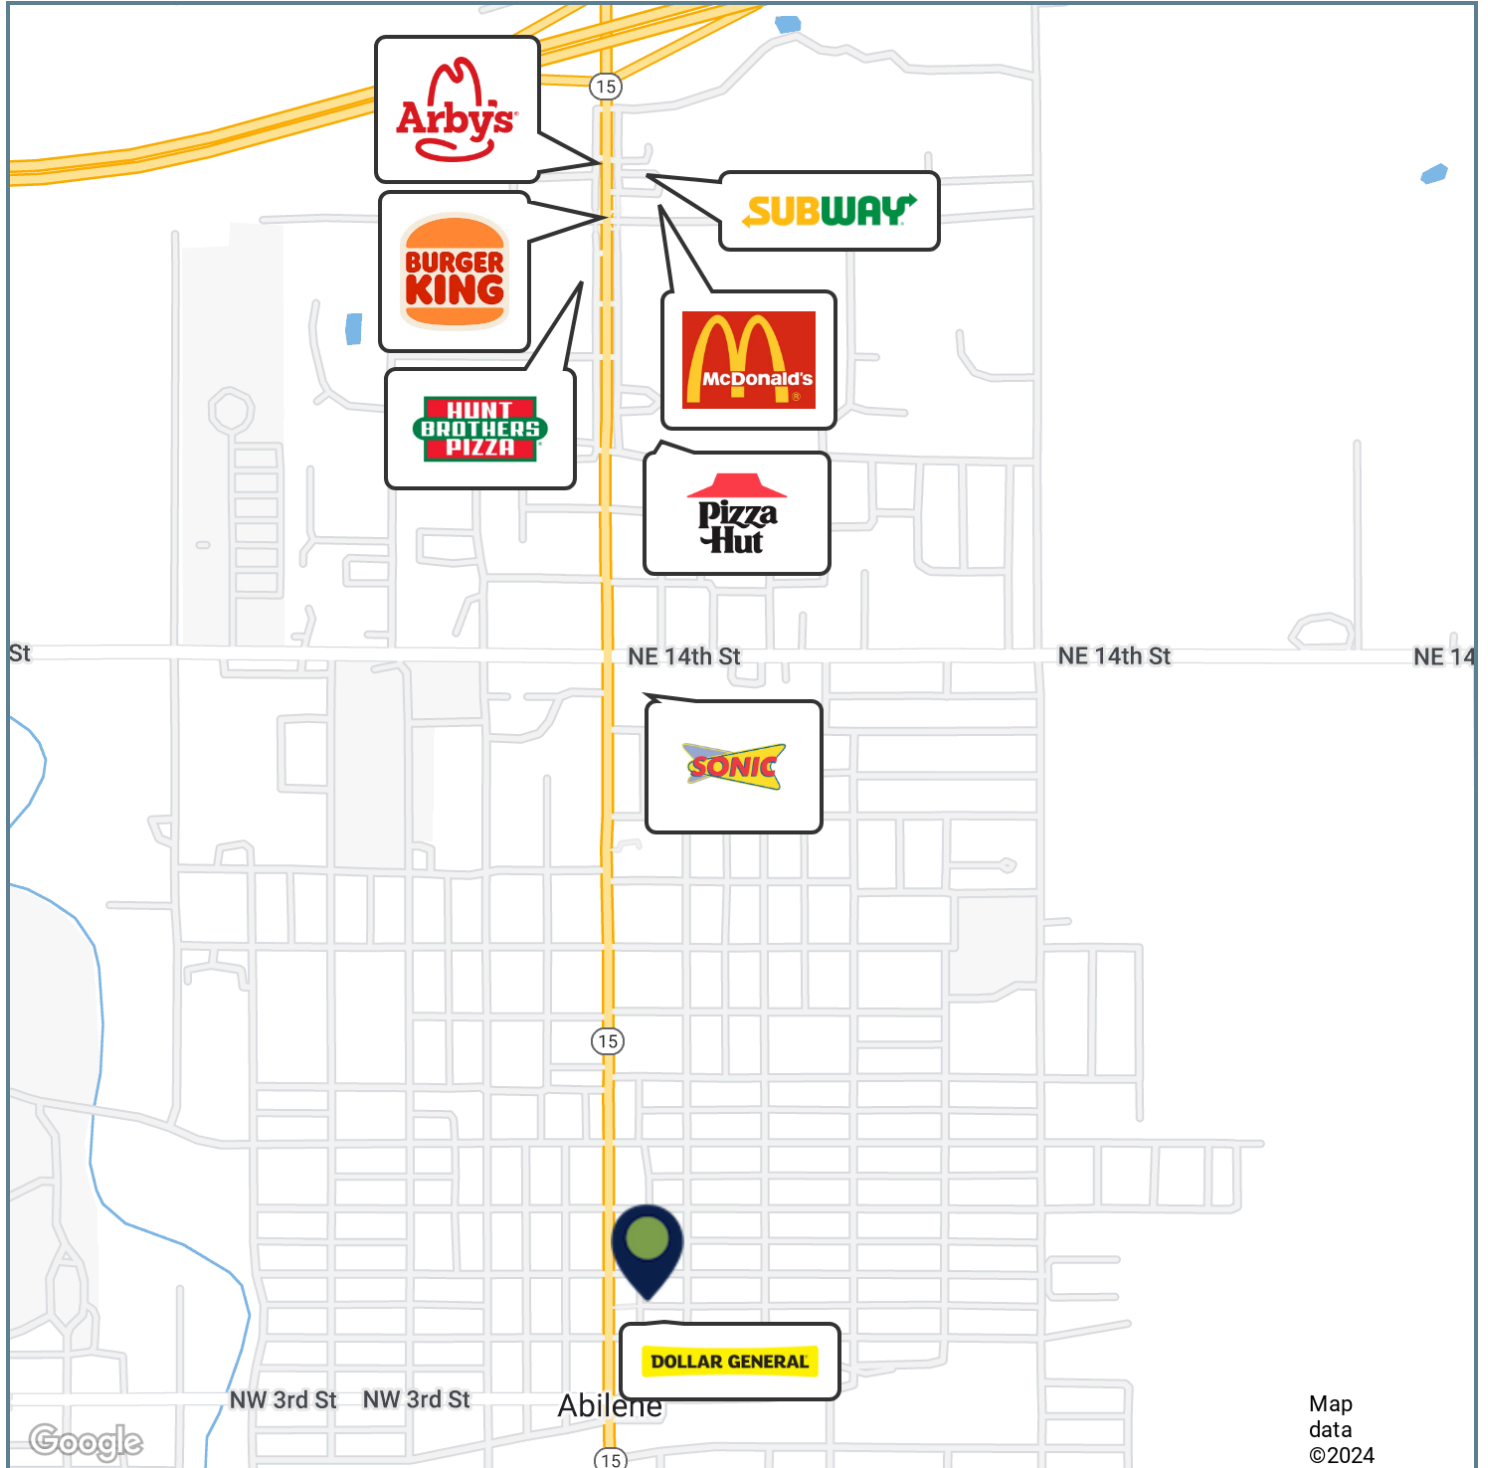 15
Arby's
SUBWAY
BURGER
KING
McDonald's
HUNT
BROTHERS
PIZZA
Pizza
Hut
St
NE 14th St
NE 14th St
NE 14
SONIC
15
DOLLAR GENERAL
NW 3rd St
NW 3rd St
Abilene
Map
data
©2024
Google
15